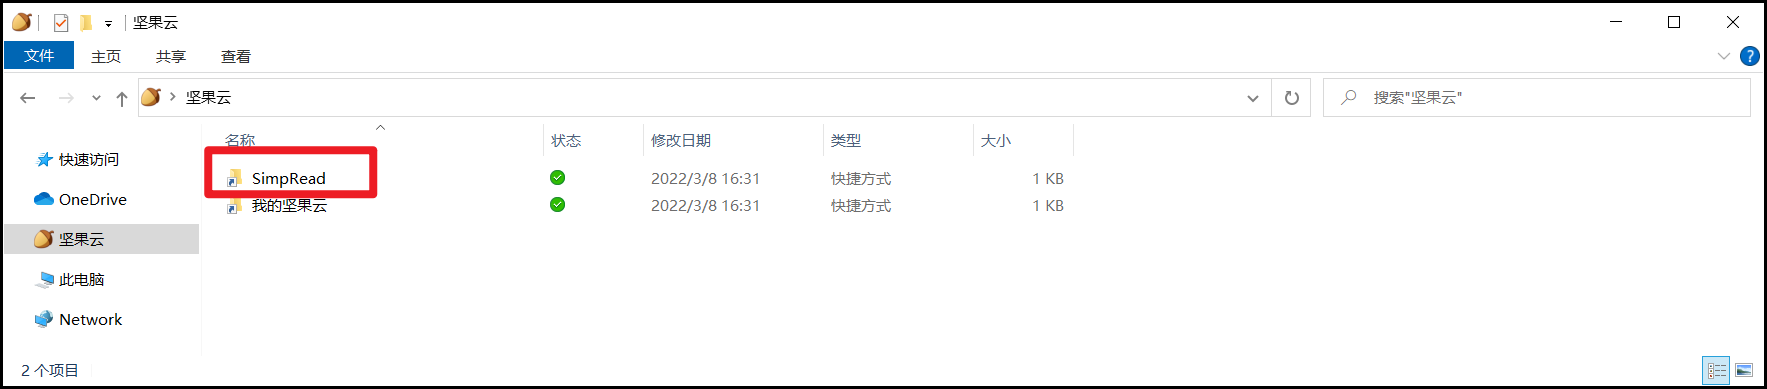 坚果云
文件 主页 共享 查看
坚果云 搜索"坚果云"
名称 状态 修改日期 类型 大小
快速访问
OneDrive
坚果云
此电脑
Network
SimpRead 2022/3/8 16:31 快捷方式 1 KB
我的坚果云 2022/3/8 16:31 快捷方式 1 KB
2 个项目